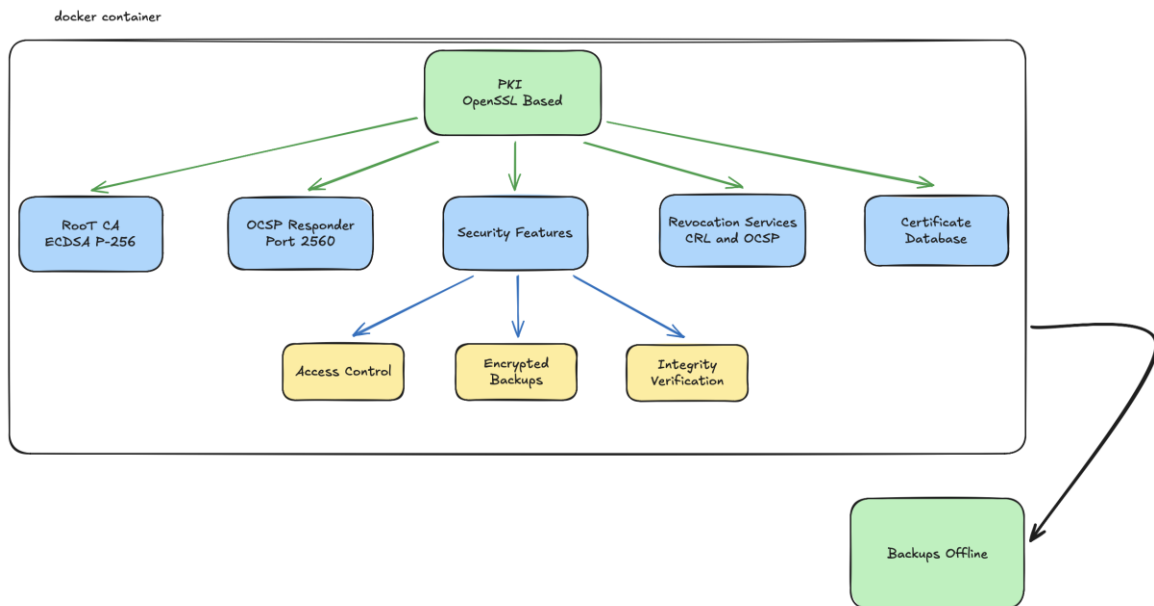 docker container
PKI
OpenSSL Based
RooT CA
ECDSA P-256
OCSP Responder
Port 2560
Security Features
Revocation Services
CRL and OCSP
Certificate
Database
Access Control
Encrypted
Backups
Integrity
Verification
Backups Offline